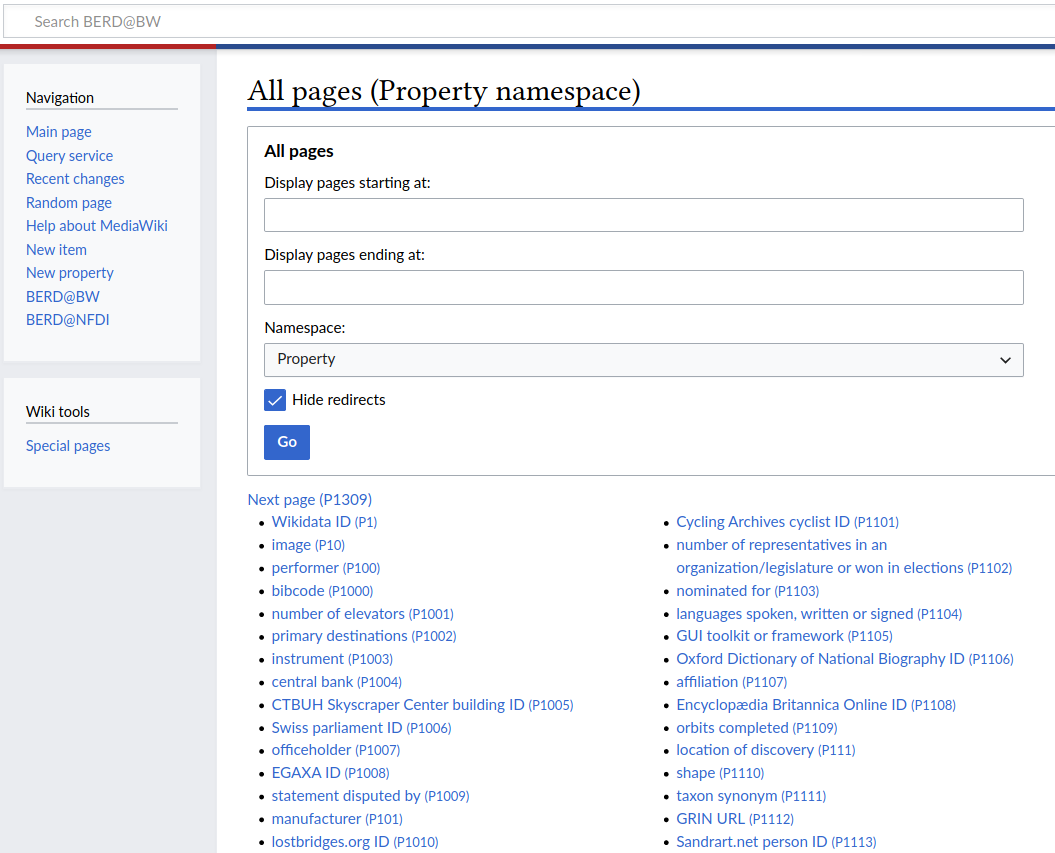 Search BERD@BW
Navigation
Main page
Query service
Recent changes
Random page
Help about MediaWiki
New item
New property
BERD@BW
BERD@NFDI
Wiki tools
Special pages
All pages (Property namespace)
All pages
Display pages starting at:
Display pages ending at:
Namespace:
Property
Hide redirects
Go
Next page (P1309)
Wikidata ID (P1)
image (P10)
performer (P100)
bibcode (P1000)
number of elevators (P1001)
primary destinations (P1002)
instrument (P1003)
central bank (P1004)
CTBUH Skyscraper Center building ID (P1005)
Swiss parliament ID (P1006)
officeholder (P1007)
EGAXA ID (P1008)
statement disputed by (P1009)
manufacturer (P101)
lostbridges.org ID (P1010)
Cycling Archives cyclist ID (P1101)
number of representatives in an
organization/legislature or won in elections (P1102)
nominated for (P1103)
languages spoken, written or signed (P1104)
GUI toolkit or framework (P1105)
Oxford Dictionary of National Biography ID (P1106)
affiliation (P1107)
Encyclopædia Britannica Online ID (P1108)
orbits completed (P1109)
location of discovery (P111)
shape (P1110)
taxon synonym (P1111)
GRIN URL (P1112)
Sandrart.net person ID (P1113)